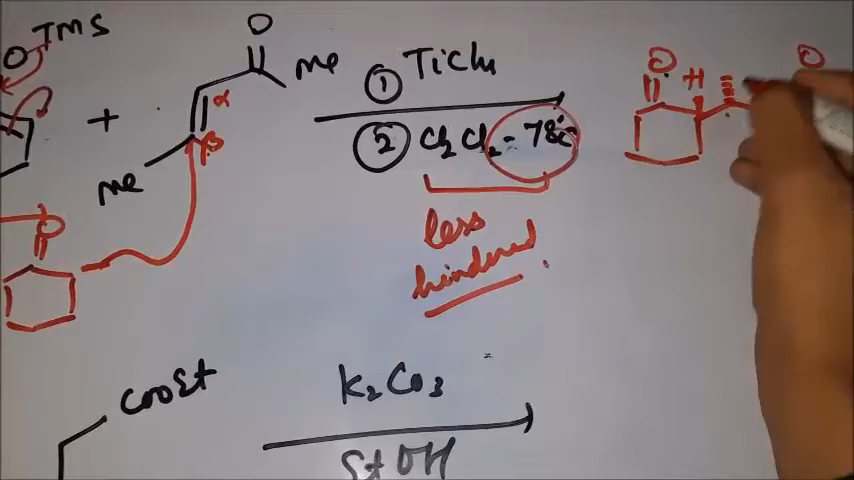 OTMS
O
Me
α
β
Me
+
① TiCl4
② CH2Cl2 - 78°C
less
hindered
O
O
H
O
COOEt
K2CO3
EtOH